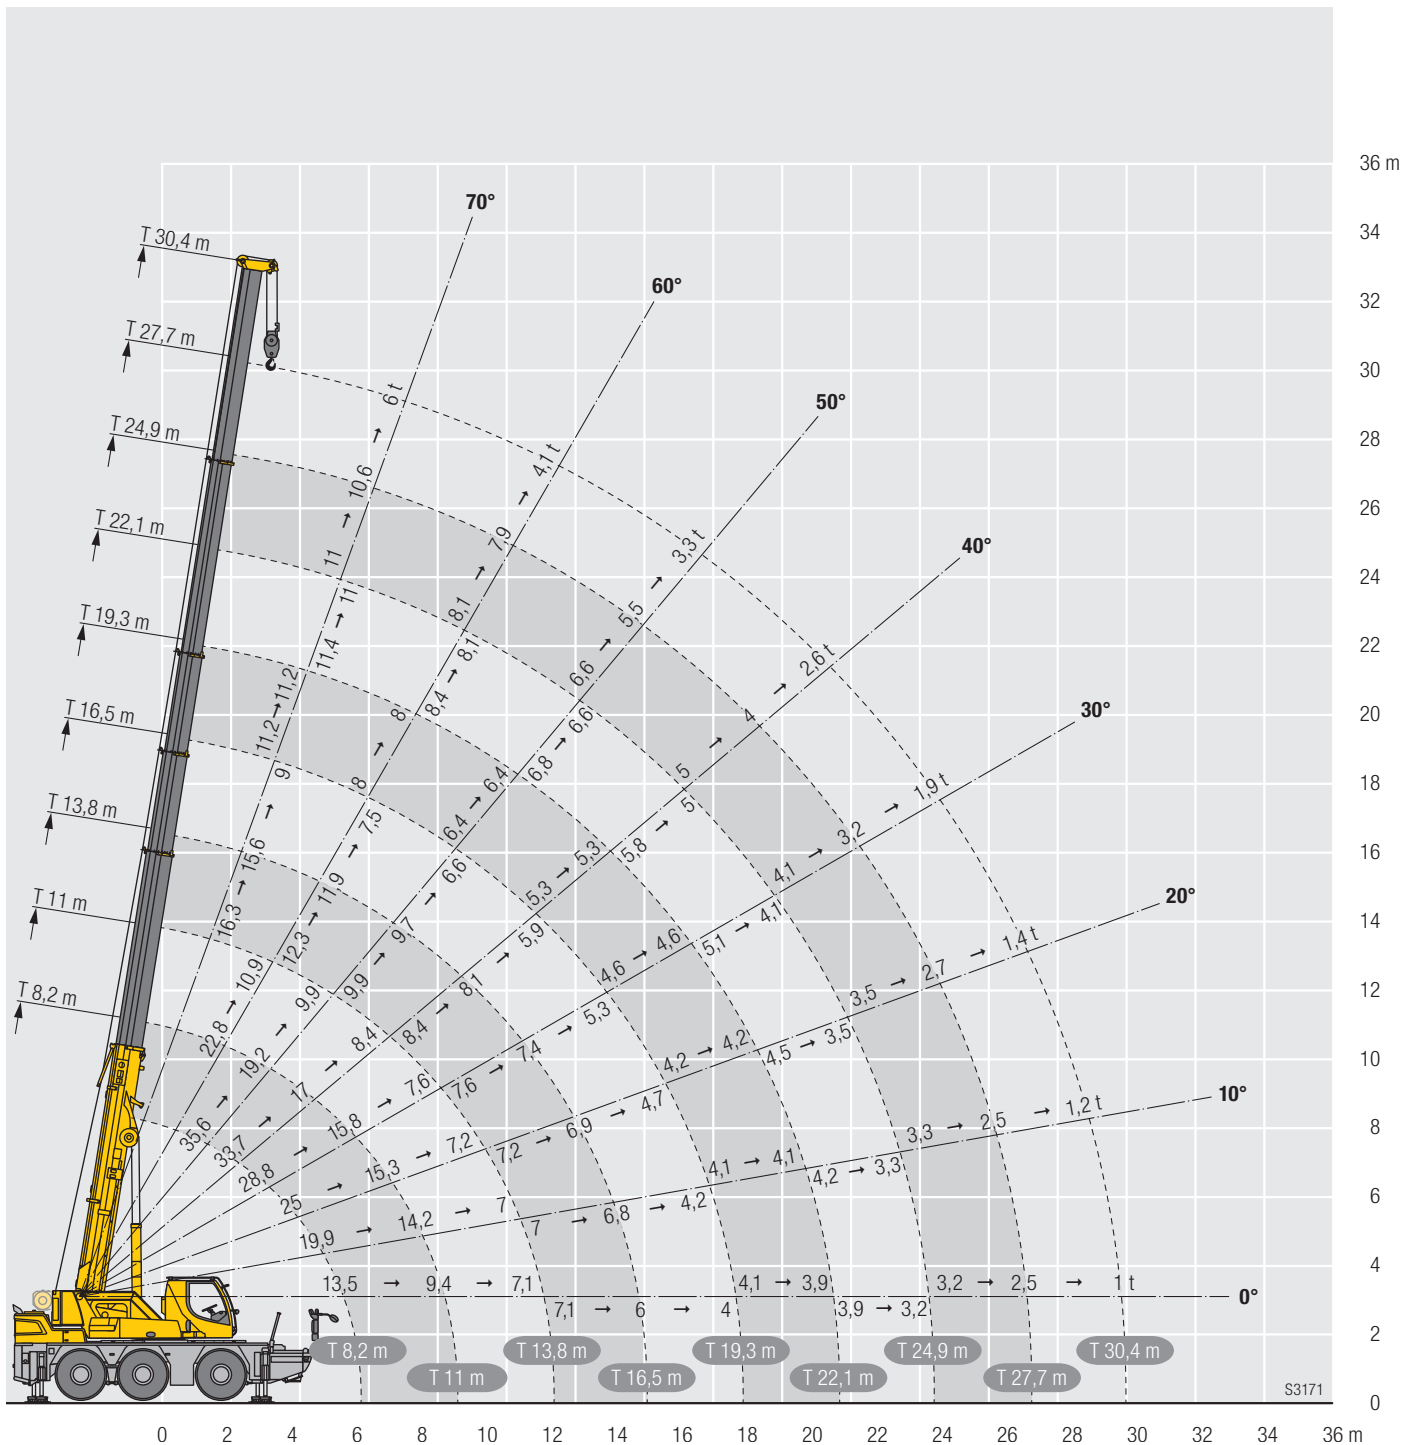 36 m
34
32
30
28
26
24
22
20
18
16
14
12
10
8
6
4
2
0
T 30,4 m
T 27,7 m
T 24,9 m
T 22,1 m
T 19,3 m
T 16,5 m
T 13,8 m
T 11 m
T 8,2 m
70°
16,3 → 15,6 → 9
11,2 → 11,2
11,4 → 11
11 → 10,6 → 6 t
60°
22,8 → 10,9
12,3 → 11,9 → 7,5
8 → 8
8,4 → 8,1
8,1 → 7,9 → 4,1 t
50°
35,6 → 19,2 → 9,9
9,9 → 9,7 → 6,6
6,4 → 6,4
6,8 → 6,6
6,6 → 5,5 → 3,3 t
40°
33,7 → 17 → 8,4
8,4 → 8,1 → 5,9
5,3 → 5,3
5,8 → 5
5 → 4 → 2,6 t
30°
28,8 → 15,8 → 7,6
7,6 → 7,4 → 5,3
4,6 → 4,6
5,1 → 4,1
4,1 → 3,2 → 1,9 t
20°
25 → 15,3 → 7,2
7,2 → 6,9 → 4,7
4,2 → 4,2
4,5 → 3,5
3,5 → 2,7 → 1,4 t
10°
19,9 → 14,2 → 7
7 → 6,8 → 4,2
4,1 → 4,1
4,2 → 3,3
3,3 → 2,5 → 1,2 t
0°
13,5 → 9,4 → 7,1
7,1 → 6 → 4
4,1 → 3,9
3,9 → 3,2
3,2 → 2,5 → 1 t
T 8,2 m
T 11 m
T 13,8 m
T 16,5 m
T 19,3 m
T 22,1 m
T 24,9 m
T 27,7 m
T 30,4 m
S3171
0 2 4 6 8 10 12 14 16 18 20 22 24 26 28 30 32 34 36 m